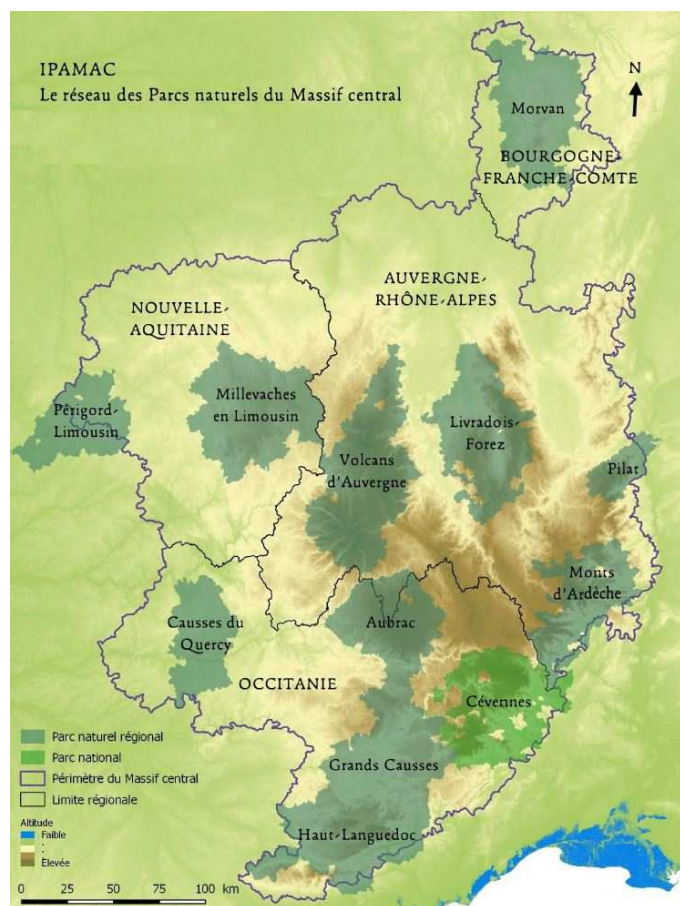 IPAMAC
Le réseau des Parcs naturels du Massif central
N
Morvan
BOURGOGNE-
FRANCHE-COMTE
AUVERGNE-
RHÔNE-ALPES
NOUVELLE-
AQUITAINE
Périgord-
Limousin
Millevaches
en Limousin
Livradois-
Forez
Volcans
d'Auvergne
Pilat
Monts
d'Ardèche
Causses du
Quercy
Aubrac
OCCITANIE
Cévennes
Grands Causses
Haut-Languedoc
Parc naturel régional
Parc national
Périmètre du Massif central
Limite régionale
Altitude
Faible
:
Elevée
0 25 50 75 100 km